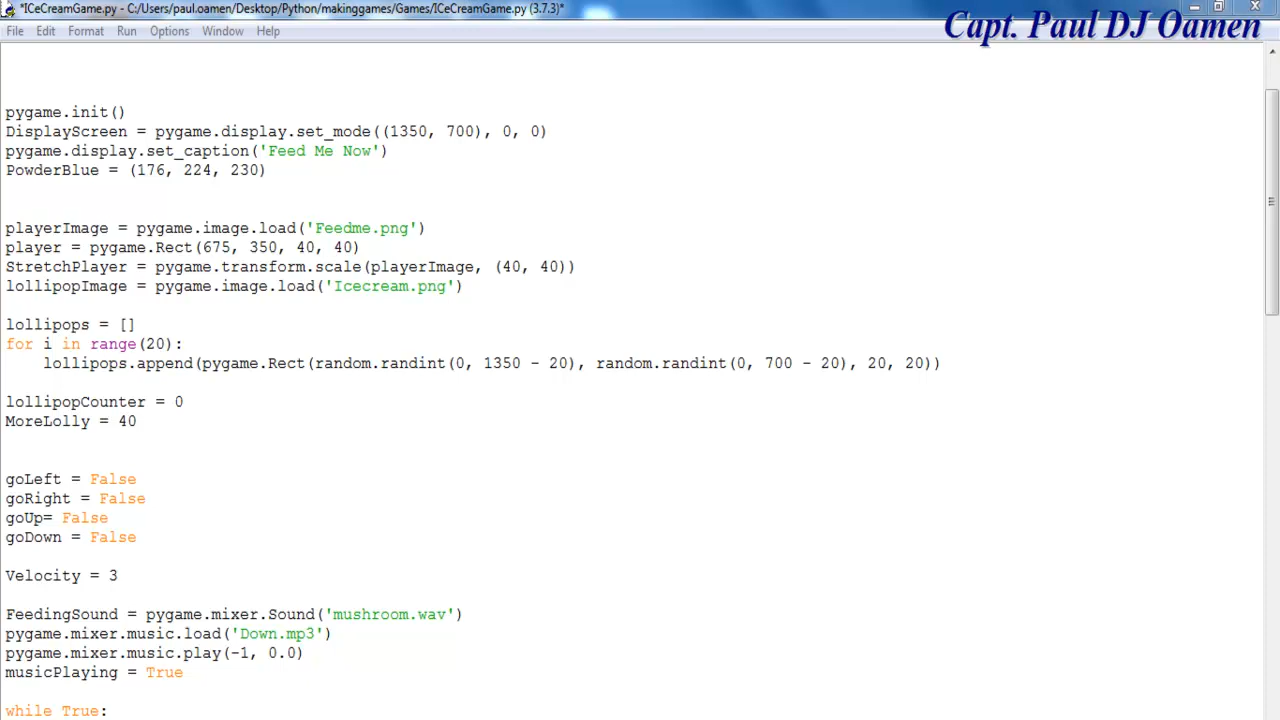 *ICeCreamGame.py - C:/Users/paul.oamen/Desktop/Python/makinggames/Games/ICeCreamGame.py (3.7.3)*
Capt. Paul DJ Oamen
File Edit Format Run Options Window Help
pygame.init()
DisplayScreen = pygame.display.set_mode((1350, 700), 0, 0)
pygame.display.set_caption('Feed Me Now')
PowderBlue = (176, 224, 230)
playerImage = pygame.image.load('Feedme.png')
player = pygame.Rect(675, 350, 40, 40)
StretchPlayer = pygame.transform.scale(playerImage, (40, 40))
lollipopImage = pygame.image.load('Icecream.png')
lollipops = []
for i in range(20):
    lollipops.append(pygame.Rect(random.randint(0, 1350 - 20), random.randint(0, 700 - 20), 20, 20))
lollipopCounter = 0
MoreLolly = 40
goLeft = False
goRight = False
goUp= False
goDown = False
Velocity = 3
FeedingSound = pygame.mixer.Sound('mushroom.wav')
pygame.mixer.music.load('Down.mp3')
pygame.mixer.music.play(-1, 0.0)
musicPlaying = True
while True: